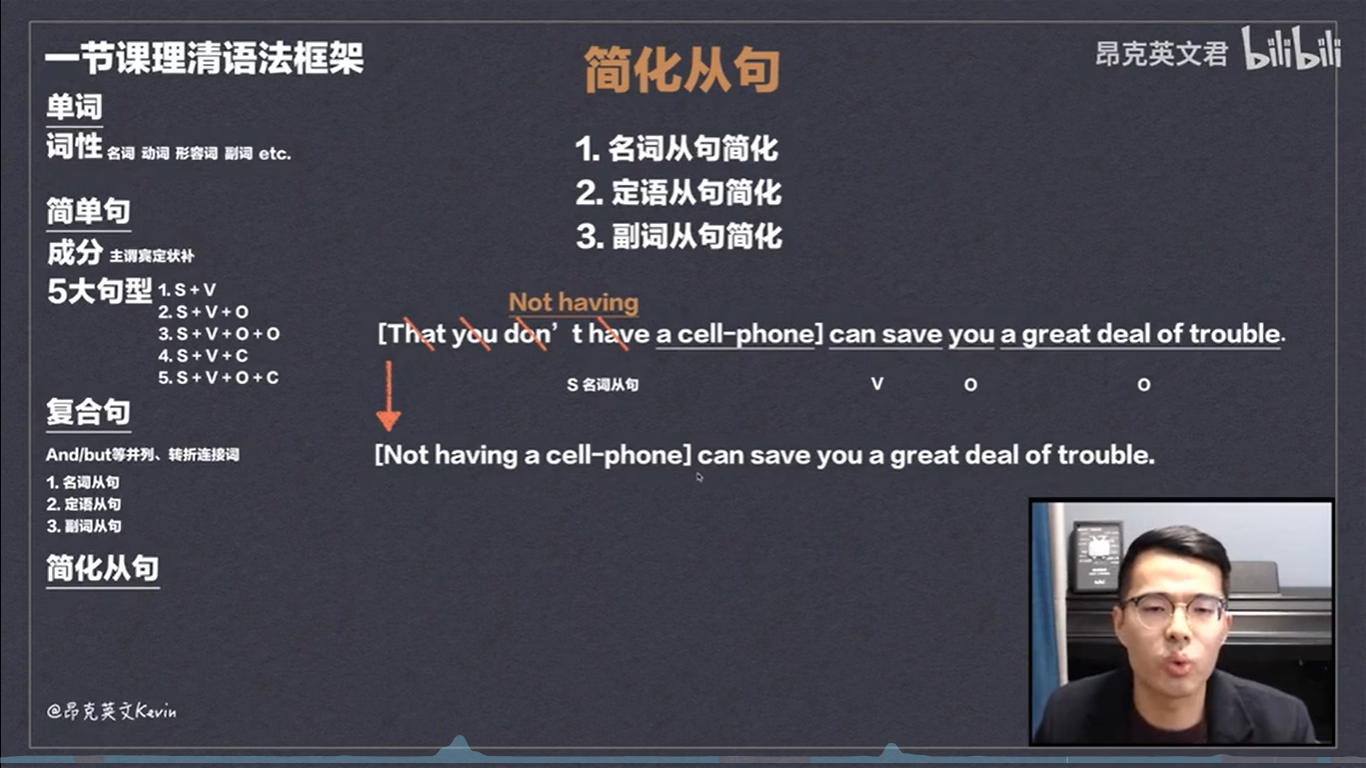 一节课理清语法框架
单词
词性 名词 动词 形容词 副词 etc.
简单句
成分 主谓宾定状补
5大句型 1. S + V
2. S + V + O
3. S + V + O + O
4. S + V + C
5. S + V + O + C
复合句
And/but等并列、转折连接词
1. 名词从句
2. 定语从句
3. 副词从句
简化从句
@昂克英文Kevin
简化从句
1. 名词从句简化
2. 定语从句简化
3. 副词从句简化
Not having
[That you don’t have a cell-phone] can save you a great deal of trouble.
S 名词从句 V O O
[Not having a cell-phone] can save you a great deal of trouble.
昂克英文君 bilibili